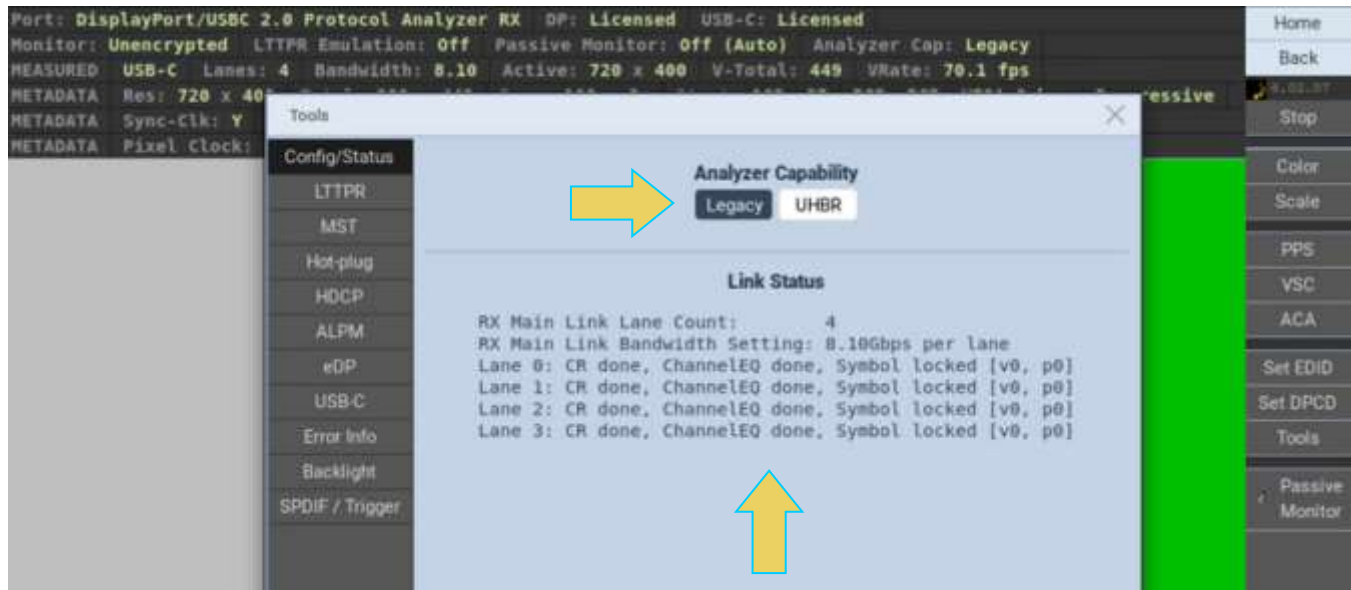 Port: DisplayPort/USBC 2.0 Protocol Analyzer RX DP: Licensed USB-C: Licensed
Monitor: Unencrypted LTTPR Emulation: Off Passive Monitor: Off (Auto) Analyzer Cap: Legacy
MEASURED USB-C Lanes: 4 Bandwidth: 8.10 Active: 720 x 400 V-Total: 449 VRate: 70.1 fps
METADATA Res: 720 x 40
METADATA Sync-Clk: Y
METADATA Pixel Clock:
Tools
Config/Status
LTTPR
MST
Hot-plug
HDCP
ALPM
eDP
USB-C
Error Info
Backlight
SPDIF / Trigger
Analyzer Capability
Legacy UHBR
Link Status
RX Main Link Lane Count: 4
RX Main Link Bandwidth Setting: 8.10Gbps per lane
Lane 0: CR done, ChannelEQ done, Symbol locked [v0, p0]
Lane 1: CR done, ChannelEQ done, Symbol locked [v0, p0]
Lane 2: CR done, ChannelEQ done, Symbol locked [v0, p0]
Lane 3: CR done, ChannelEQ done, Symbol locked [v0, p0]
Home
Back
Stop
Color
Scale
PPS
VSC
ACA
Set EDID
Set DPCD
Tools
Passive
Monitor